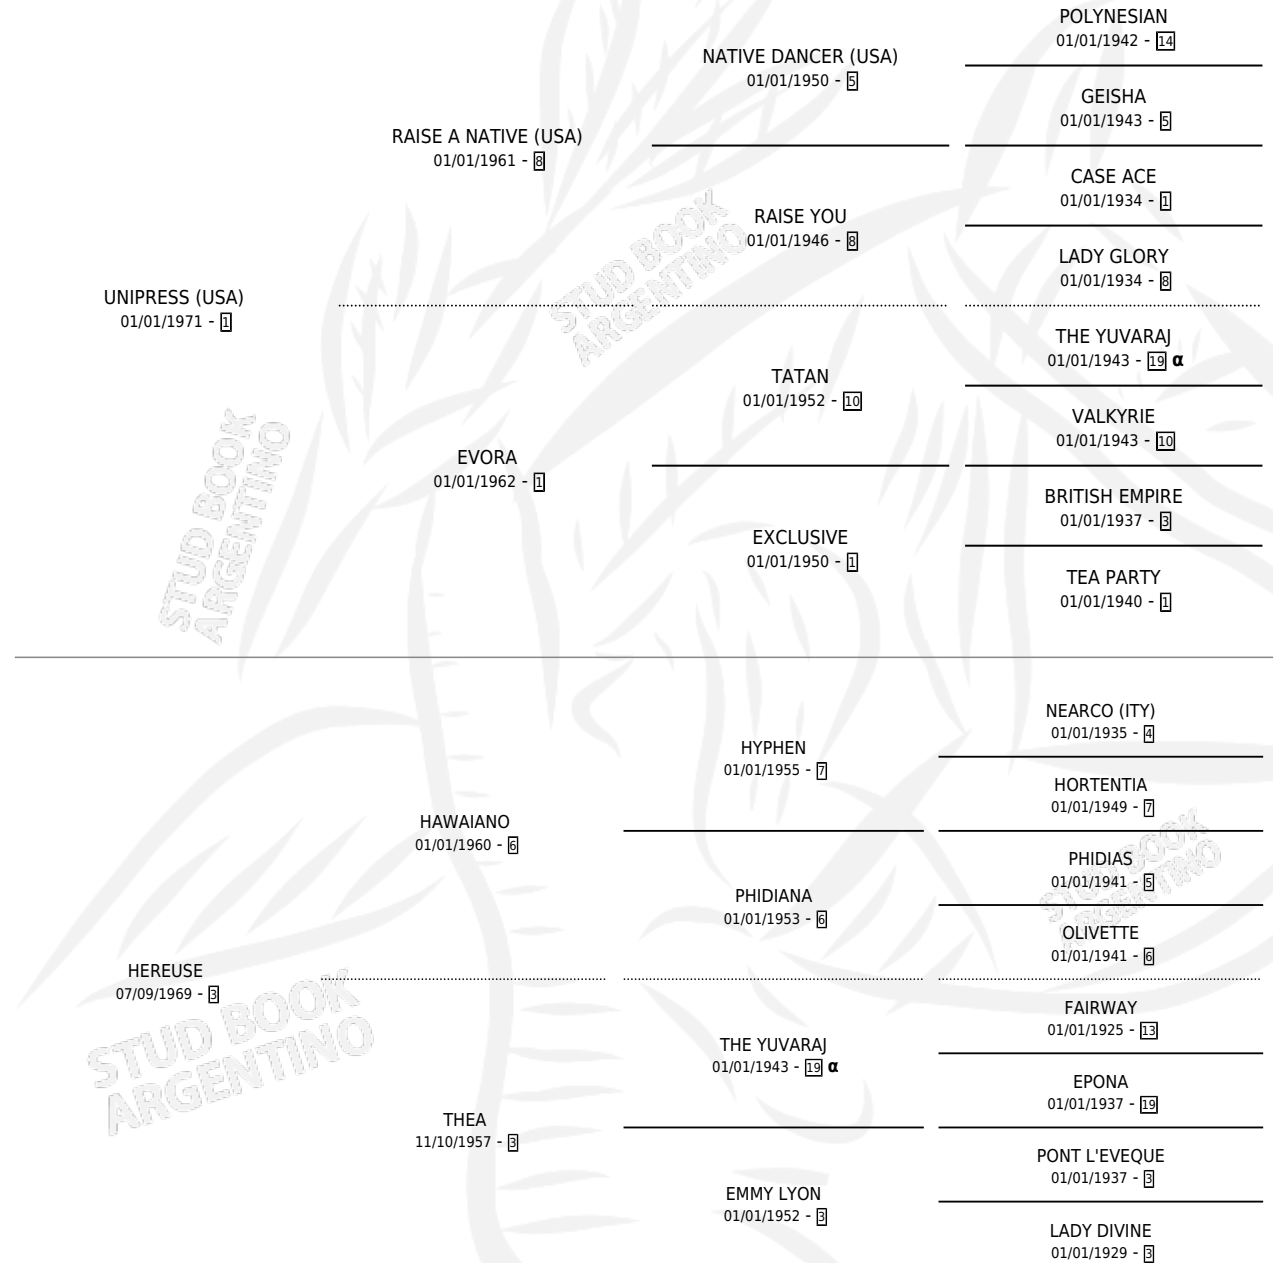 UNIPRESS (USA)
01/01/1971 - 1
RAISE A NATIVE (USA)
01/01/1961 - 8
EVORA
01/01/1962 - 1
NATIVE DANCER (USA)
01/01/1950 - 5
RAISE YOU
01/01/1946 - 8
TATAN
01/01/1952 - 10
EXCLUSIVE
01/01/1950 - 1
POLYNESIAN
01/01/1942 - 14
GEISHA
01/01/1943 - 5
CASE ACE
01/01/1934 - 1
LADY GLORY
01/01/1934 - 8
THE YUVARAJ
01/01/1943 - 19 α
VALKYRIE
01/01/1943 - 10
BRITISH EMPIRE
01/01/1937 - 3
TEA PARTY
01/01/1940 - 1
HEREUSE
07/09/1969 - 3
HAWAIANO
01/01/1960 - 6
THEA
11/10/1957 - 3
HYPHEN
01/01/1955 - 7
PHIDIANA
01/01/1953 - 6
THE YUVARAJ
01/01/1943 - 19 α
EMMY LYON
01/01/1952 - 3
NEARCO (ITY)
01/01/1935 - 4
HORTENTIA
01/01/1949 - 7
PHIDIAS
01/01/1941 - 5
OLIVETTE
01/01/1941 - 6
FAIRWAY
01/01/1925 - 13
EPONA
01/01/1937 - 19
PONT L'EVEQUE
01/01/1937 - 3
LADY DIVINE
01/01/1929 - 3
STUD BOOK
ARGENTINO
STUD BOOK
ARGENTINO
STUD BOOK
ARGENTINO
STUD BOOK
ARGENTINO